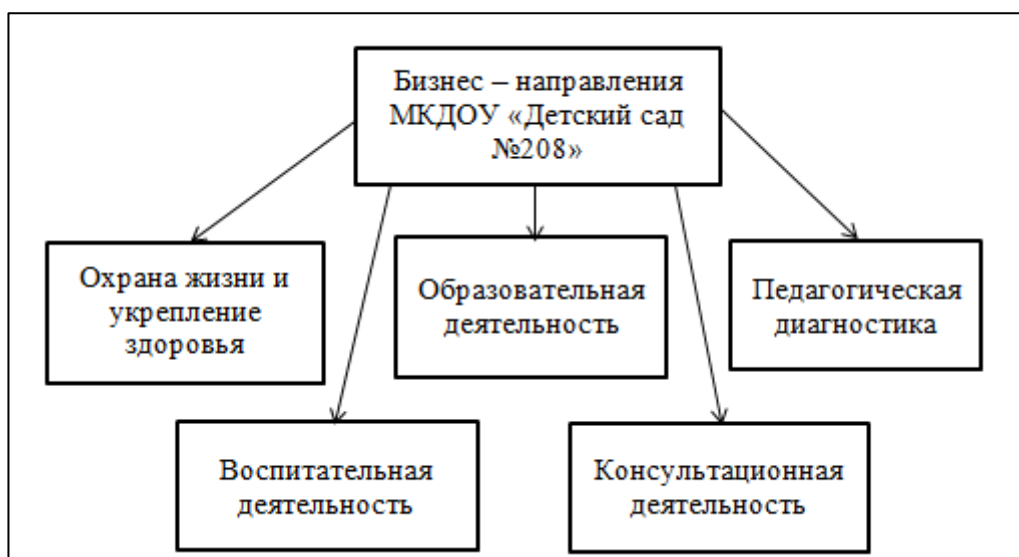 Бизнес – направления
МКДОУ «Детский сад
№208»
Охрана жизни и
укрепление
здоровья
Образовательная
деятельность
Педагогическая
диагностика
Воспитательная
деятельность
Консультационная
деятельность